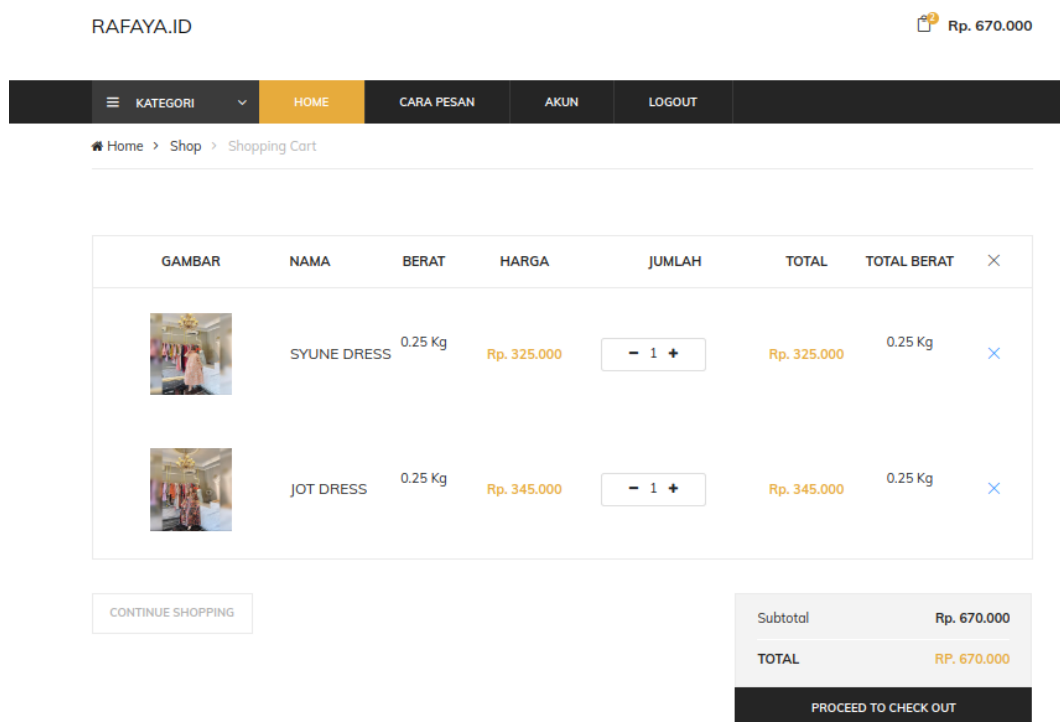 RAFAYA.ID
2 Rp. 670.000
KATEGORI HOME CARA PESAN AKUN LOGOUT
Home > Shop > Shopping Cart
GAMBAR NAMA BERAT HARGA JUMLAH TOTAL TOTAL BERAT ×
SYUNE DRESS 0.25 Kg Rp. 325.000 - 1 + Rp. 325.000 0.25 Kg ×
JOT DRESS 0.25 Kg Rp. 345.000 - 1 + Rp. 345.000 0.25 Kg ×
CONTINUE SHOPPING
Subtotal Rp. 670.000
TOTAL RP. 670.000
PROCEED TO CHECK OUT